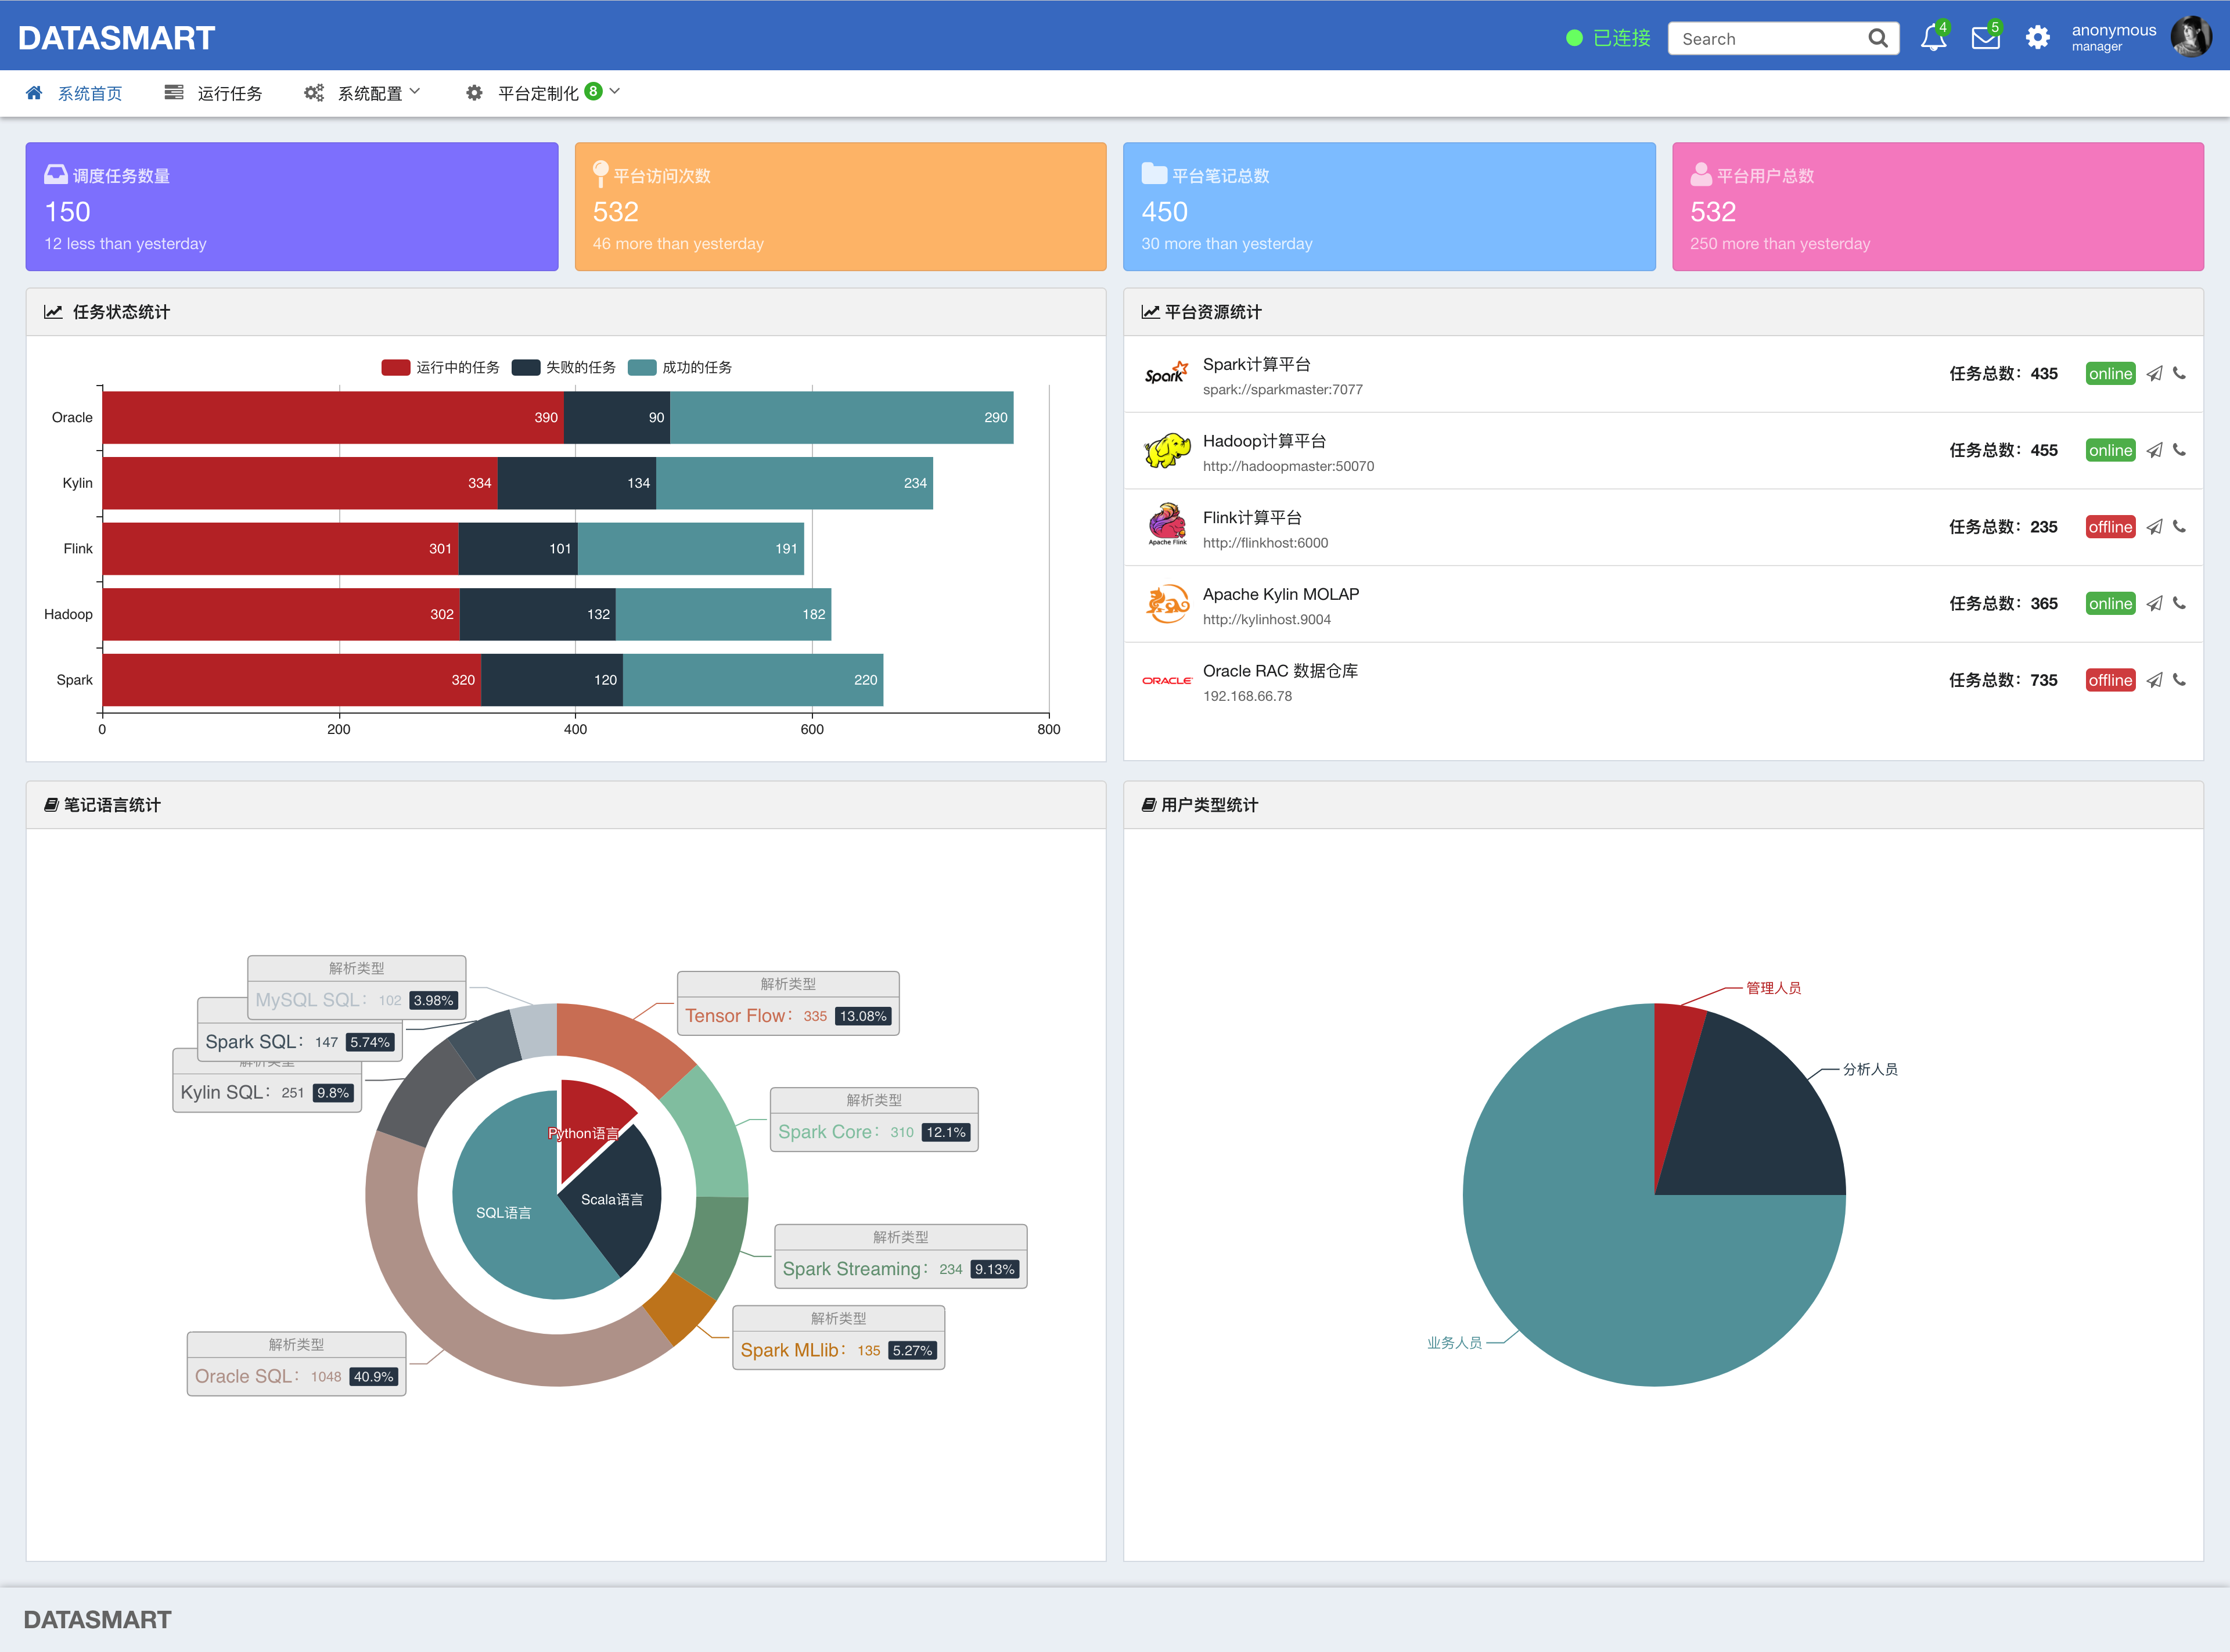 DATASMART
已连接
Search
4
5
anonymous
manager
系统首页
运行任务
系统配置
平台定制化 8
调度任务数量
150
12 less than yesterday
平台访问次数
532
46 more than yesterday
平台笔记总数
450
30 more than yesterday
平台用户总数
532
250 more than yesterday
任务状态统计
运行中的任务 失败的任务 成功的任务
Oracle 390 90 290
Kylin 334 134 234
Flink 301 101 191
Hadoop 302 132 182
Spark 320 120 220
0 200 400 600 800
平台资源统计
Spark
Spark计算平台
spark://sparkmaster:7077
任务总数：435 online
Hadoop计算平台
http://hadoopmaster:50070
任务总数：455 online
Apache Flink
Flink计算平台
http://flinkhost:6000
任务总数：235 offline
Apache Kylin MOLAP
http://kylinhost.9004
任务总数：365 online
ORACLE
Oracle RAC 数据仓库
192.168.66.78
任务总数：735 offline
笔记语言统计
解析类型
MySQL SQL： 102 3.98%
Spark SQL： 147 5.74%
解析类型
Kylin SQL： 251 9.8%
解析类型
Oracle SQL： 1048 40.9%
解析类型
Tensor Flow： 335 13.08%
解析类型
Spark Core： 310 12.1%
解析类型
Spark Streaming： 234 9.13%
解析类型
Spark MLlib： 135 5.27%
Python语言
Scala语言
SQL语言
用户类型统计
管理人员
分析人员
业务人员
DATASMART